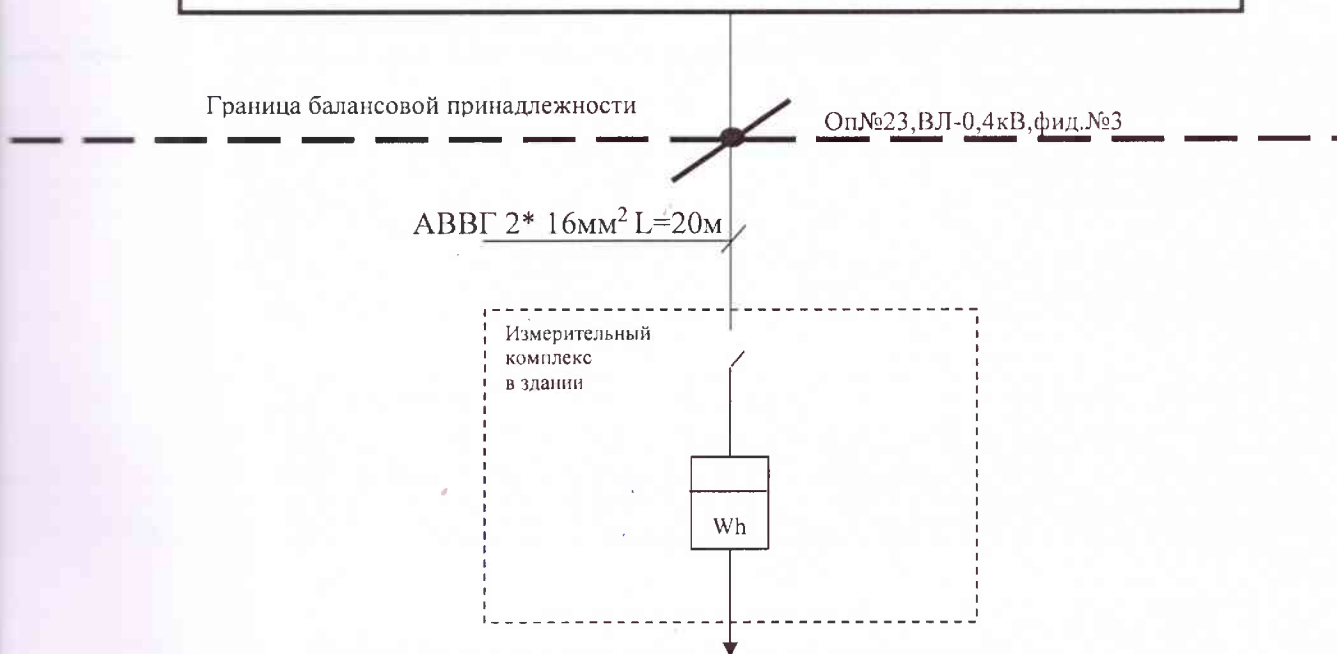 Граница балансовой принадлежности
Оп№23,ВЛ-0,4кВ,фид.№3
АВВГ 2* 16мм² L=20м
Измерительный
комплекс
в здании
Wh